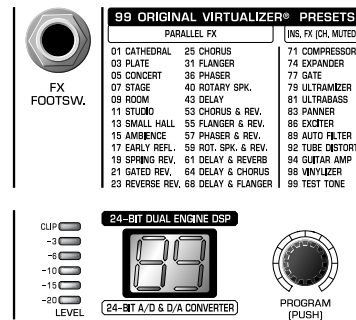 99 ORIGINAL VIRTUALIZER® PRESETS
PARALLEL FX
INS. FX (CH. MUTED
01 CATHEDRAL 25 CHORUS 71 COMPRESSOR
03 PLATE 31 FLANGER 74 EXPANDER
05 CONCERT 36 PHASER 77 GATE
07 STAGE 40 ROTARY SPK. 79 ULTRAMIZER
09 ROOM 43 DELAY 81 ULTRABASS
11 STUDIO 53 CHORUS & REV. 83 PANNER
13 SMALL HALL 55 FLANGER & REV. 86 EXCITER
15 AMBIENCE 57 PHASER & REV. 89 AUTO FILTER
17 EARLY REFL. 59 ROT. SPK. & REV. 92 TUBE DISTORT
19 SPRING REV. 61 DELAY & REVERB 94 GUITAR AMP
21 GATED REV. 64 DELAY & CHORUS 98 VINYLIZER
23 REVERSE REV. 68 DELAY & FLANGER 99 TEST TONE
FX
FOOTSW.
24-BIT DUAL ENGINE DSP
CLIP
-3
-6
-10
-15
-20
LEVEL
24-BIT A/D & D/A CONVERTER
PROGRAM
(PUSH)